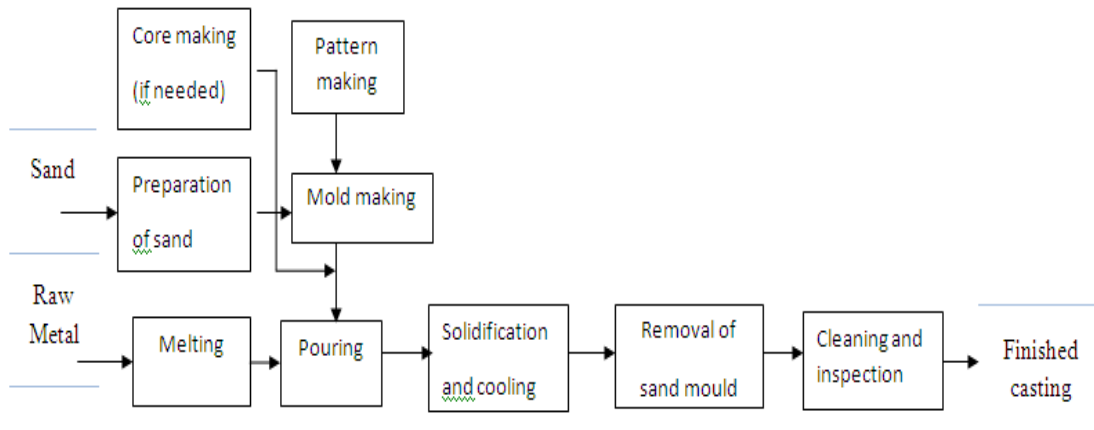 Core making
(if needed)
Pattern
making
Sand
Preparation
of sand
Mold making
Raw
Metal
Melting
Pouring
Solidification
and cooling
Removal of
sand mould
Cleaning and
inspection
Finished
casting